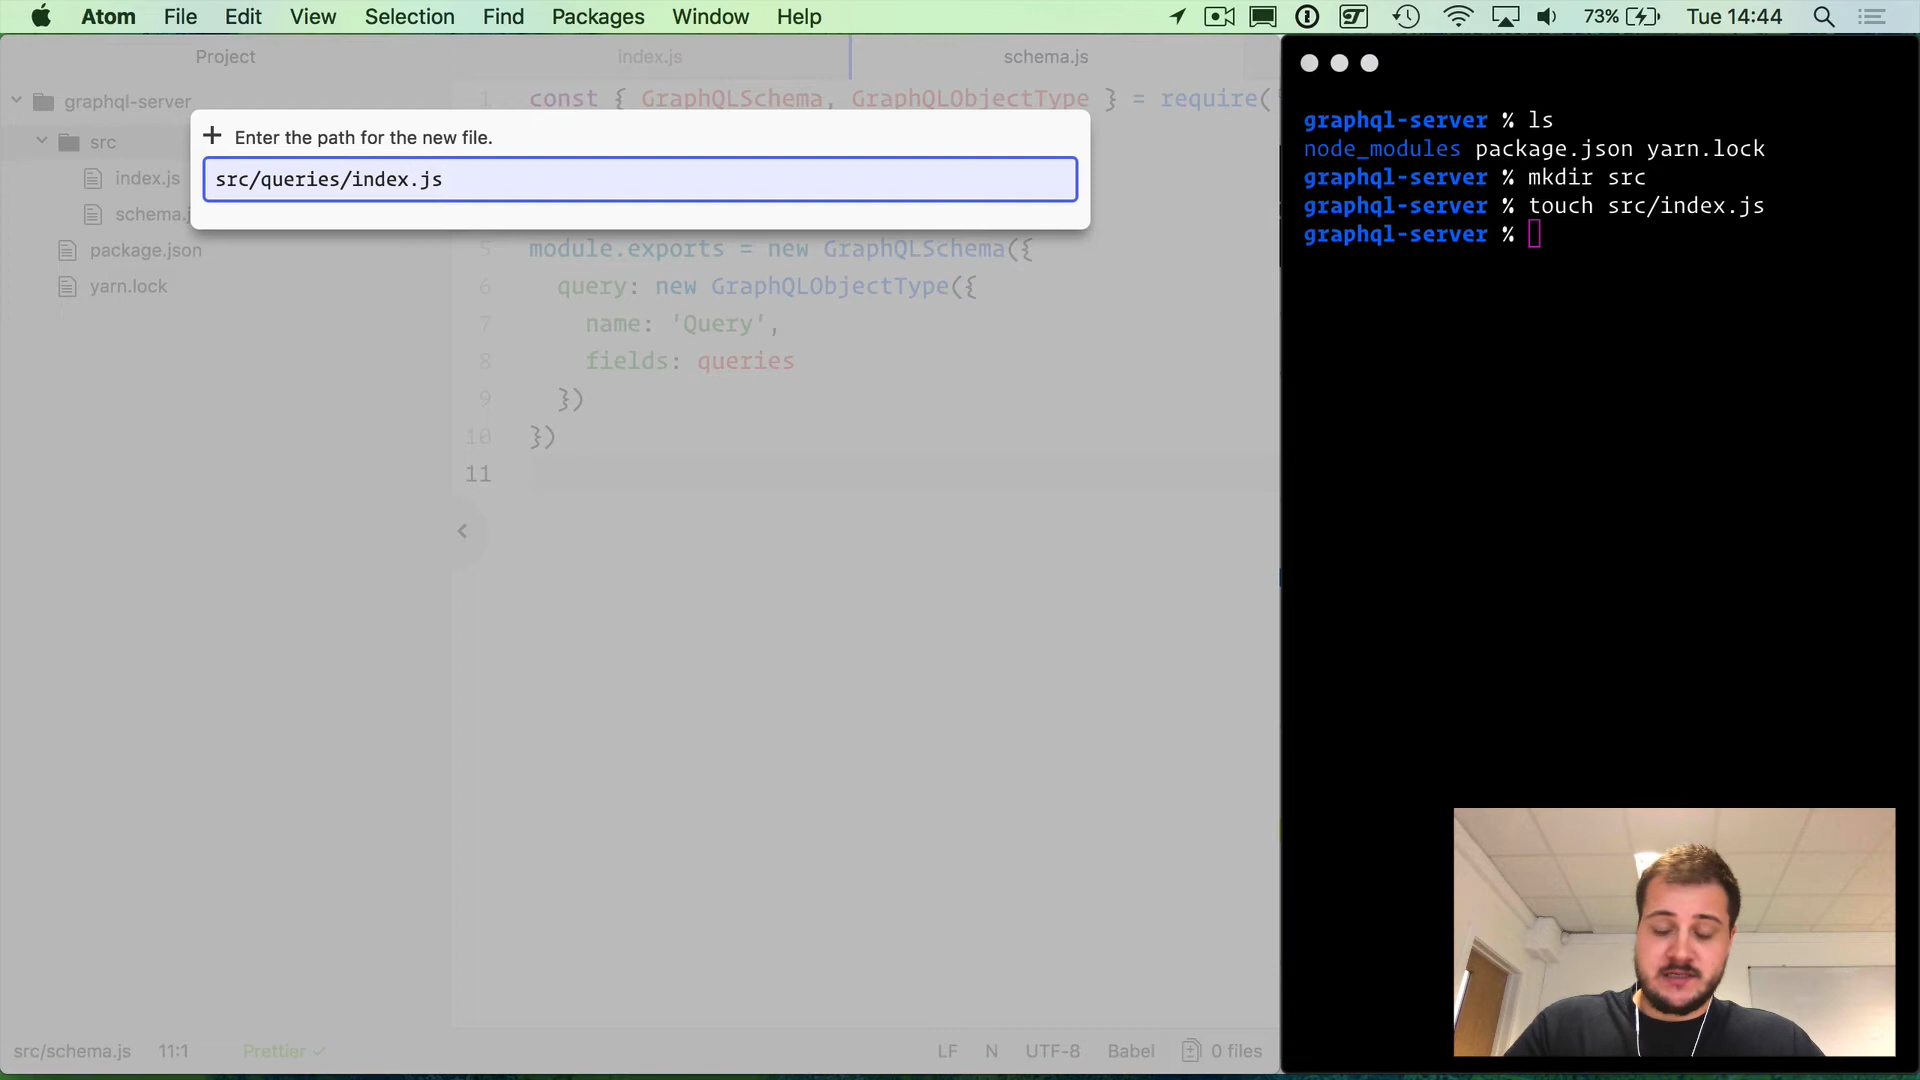 Atom File Edit View Selection Find Packages Window Help 73% Tue 14:44
Project
graphql-server
src
index.js
package.json
yarn.lock
index.js schema.js
1 const { GraphQLSchema, GraphQLObjectType } = require(
+ Enter the path for the new file.
src/queries/index.js
5 module.exports = new GraphQLSchema({
6 query: new GraphQLObjectType({
7 name: 'Query',
8 fields: queries
9 })
10 })
11
src/schema.js 11:1 Prettier ✓ LF N UTF-8 Babel 0 files
graphql-server % ls
node_modules package.json yarn.lock
graphql-server % mkdir src
graphql-server % touch src/index.js
graphql-server %